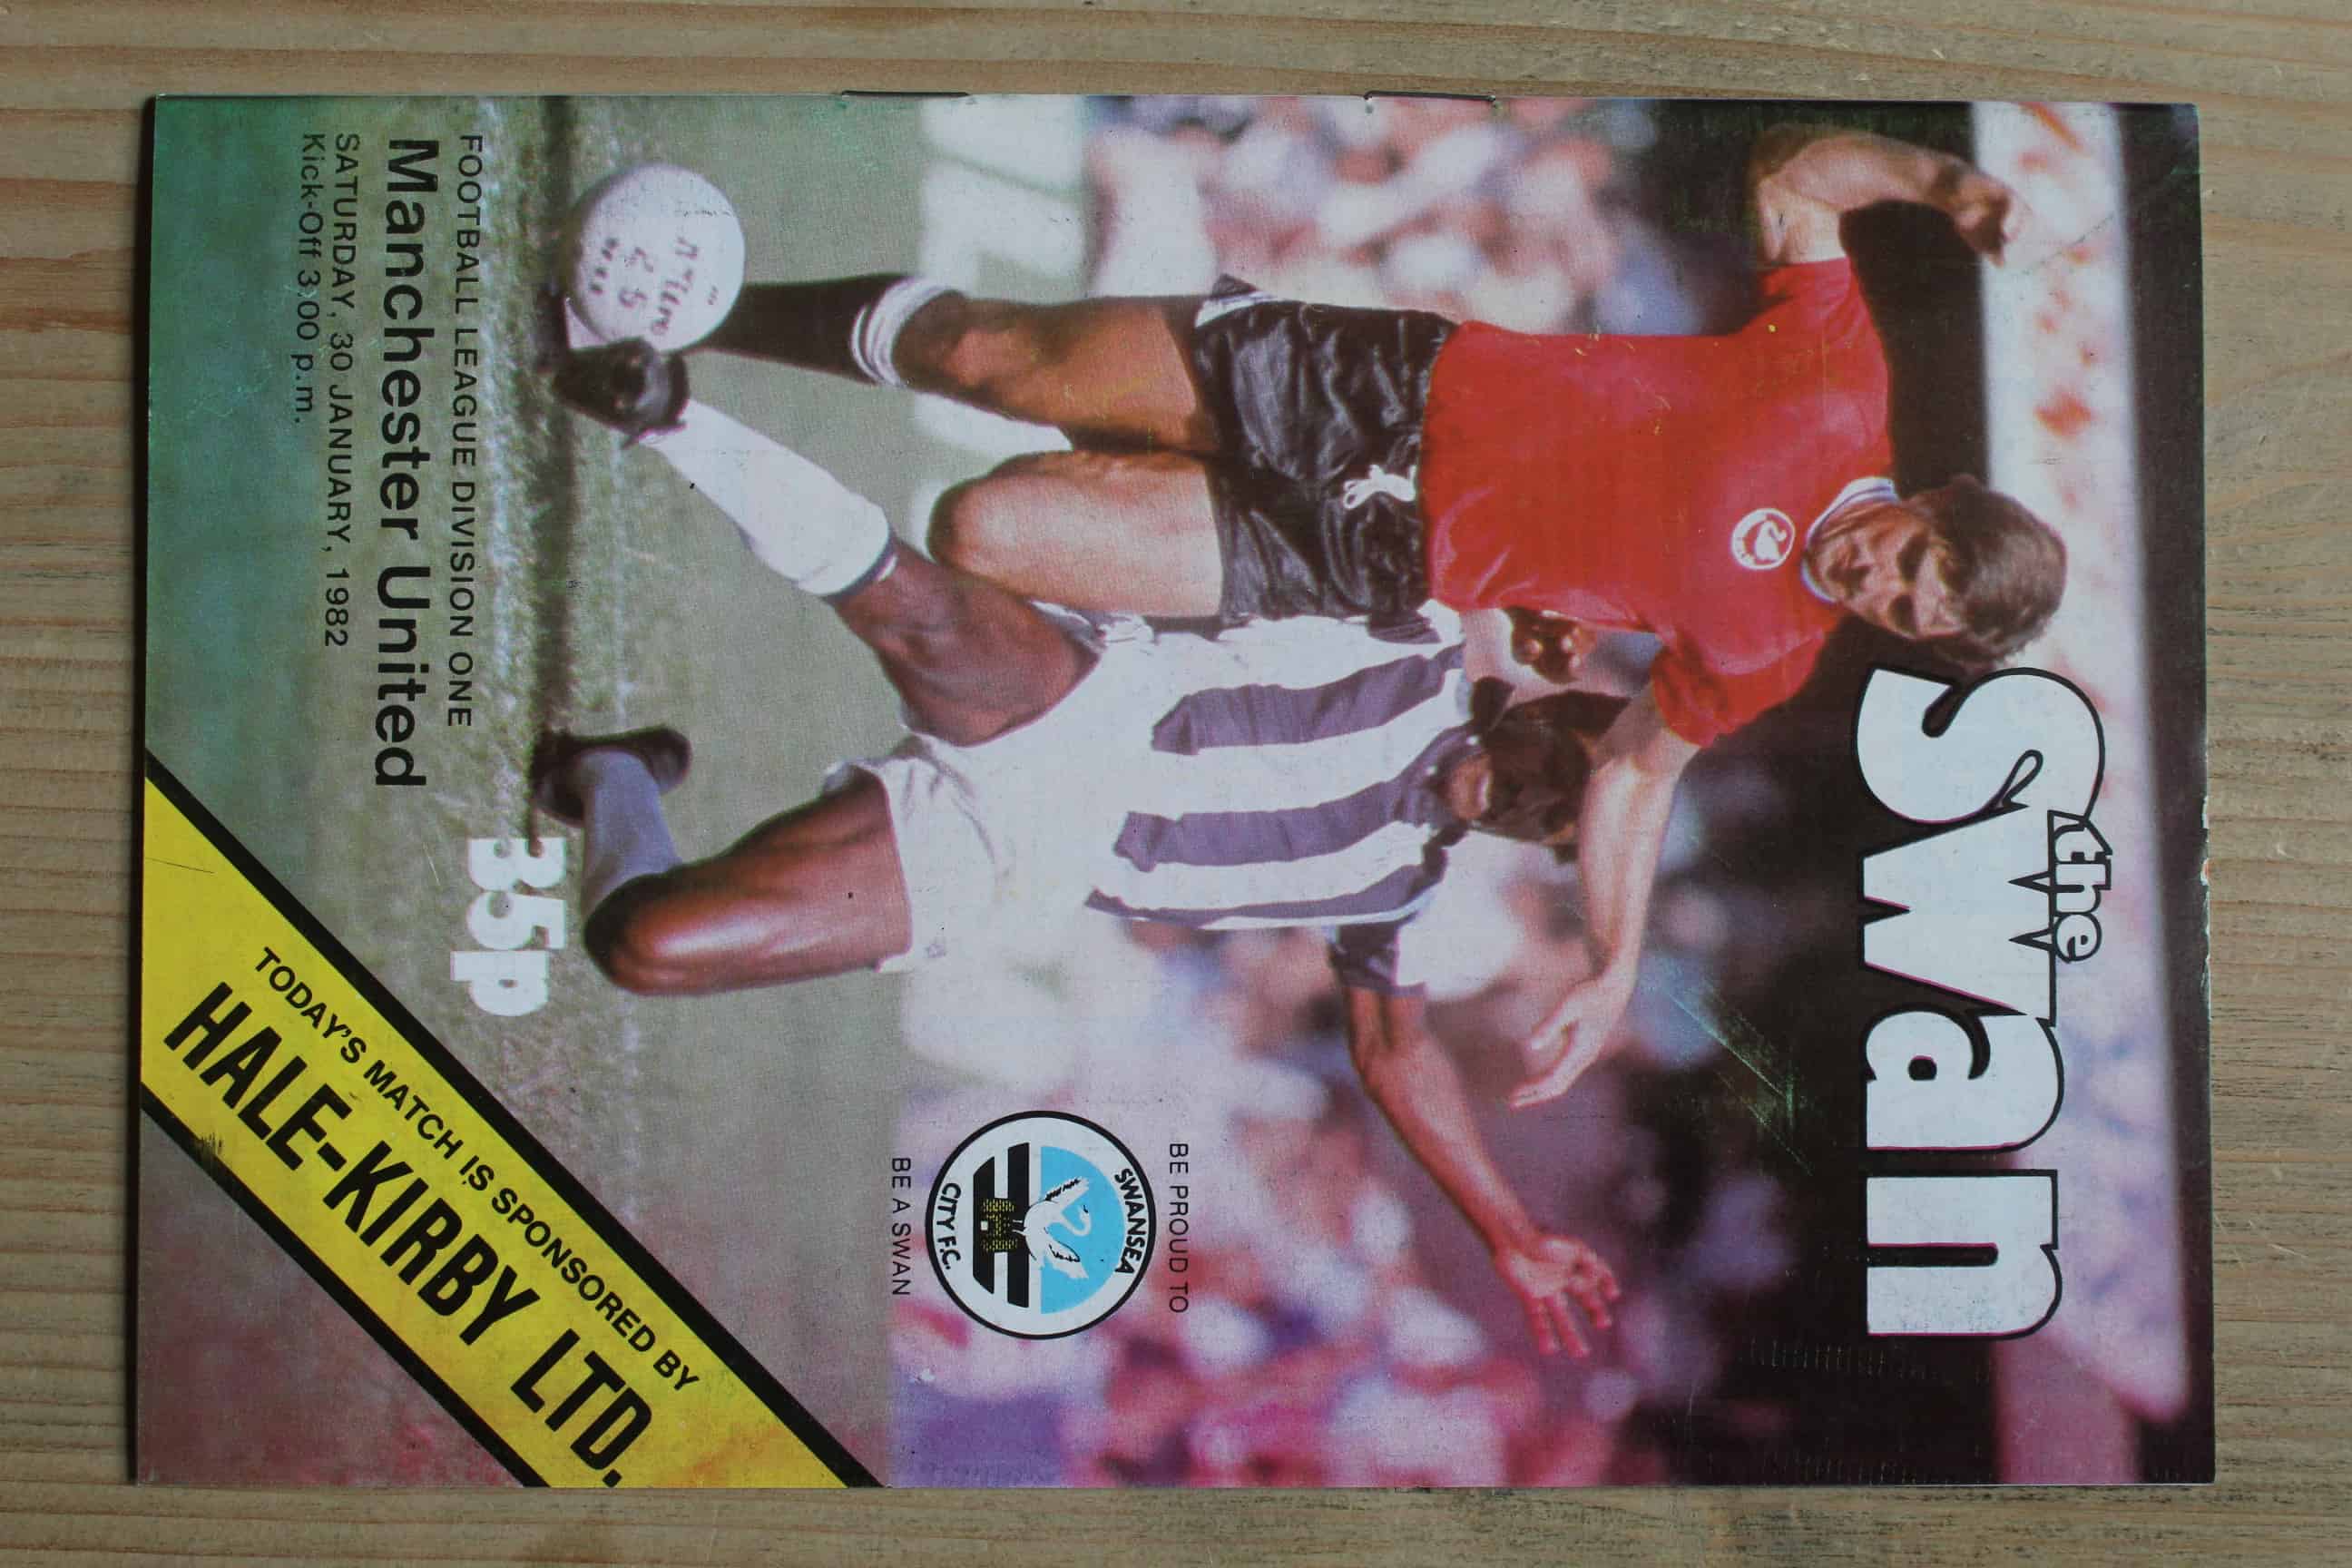 the
Swan
BE PROUD TO
SWANSEA
CITY F.C.
BE A SWAN
35p
FOOTBALL LEAGUE DIVISION ONE
Manchester United
SATURDAY, 30 JANUARY, 1982
Kick-Off 3.00 p.m.
TODAY'S MATCH IS SPONSORED BY
HALE-KIRBY LTD.